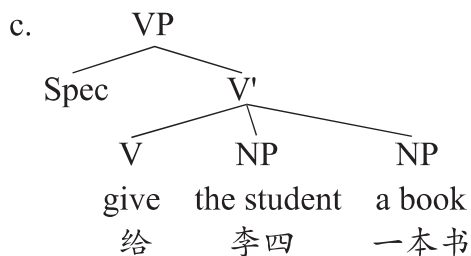 c. VP
Spec V'
V NP NP
give the student a book
给 李四 一本书